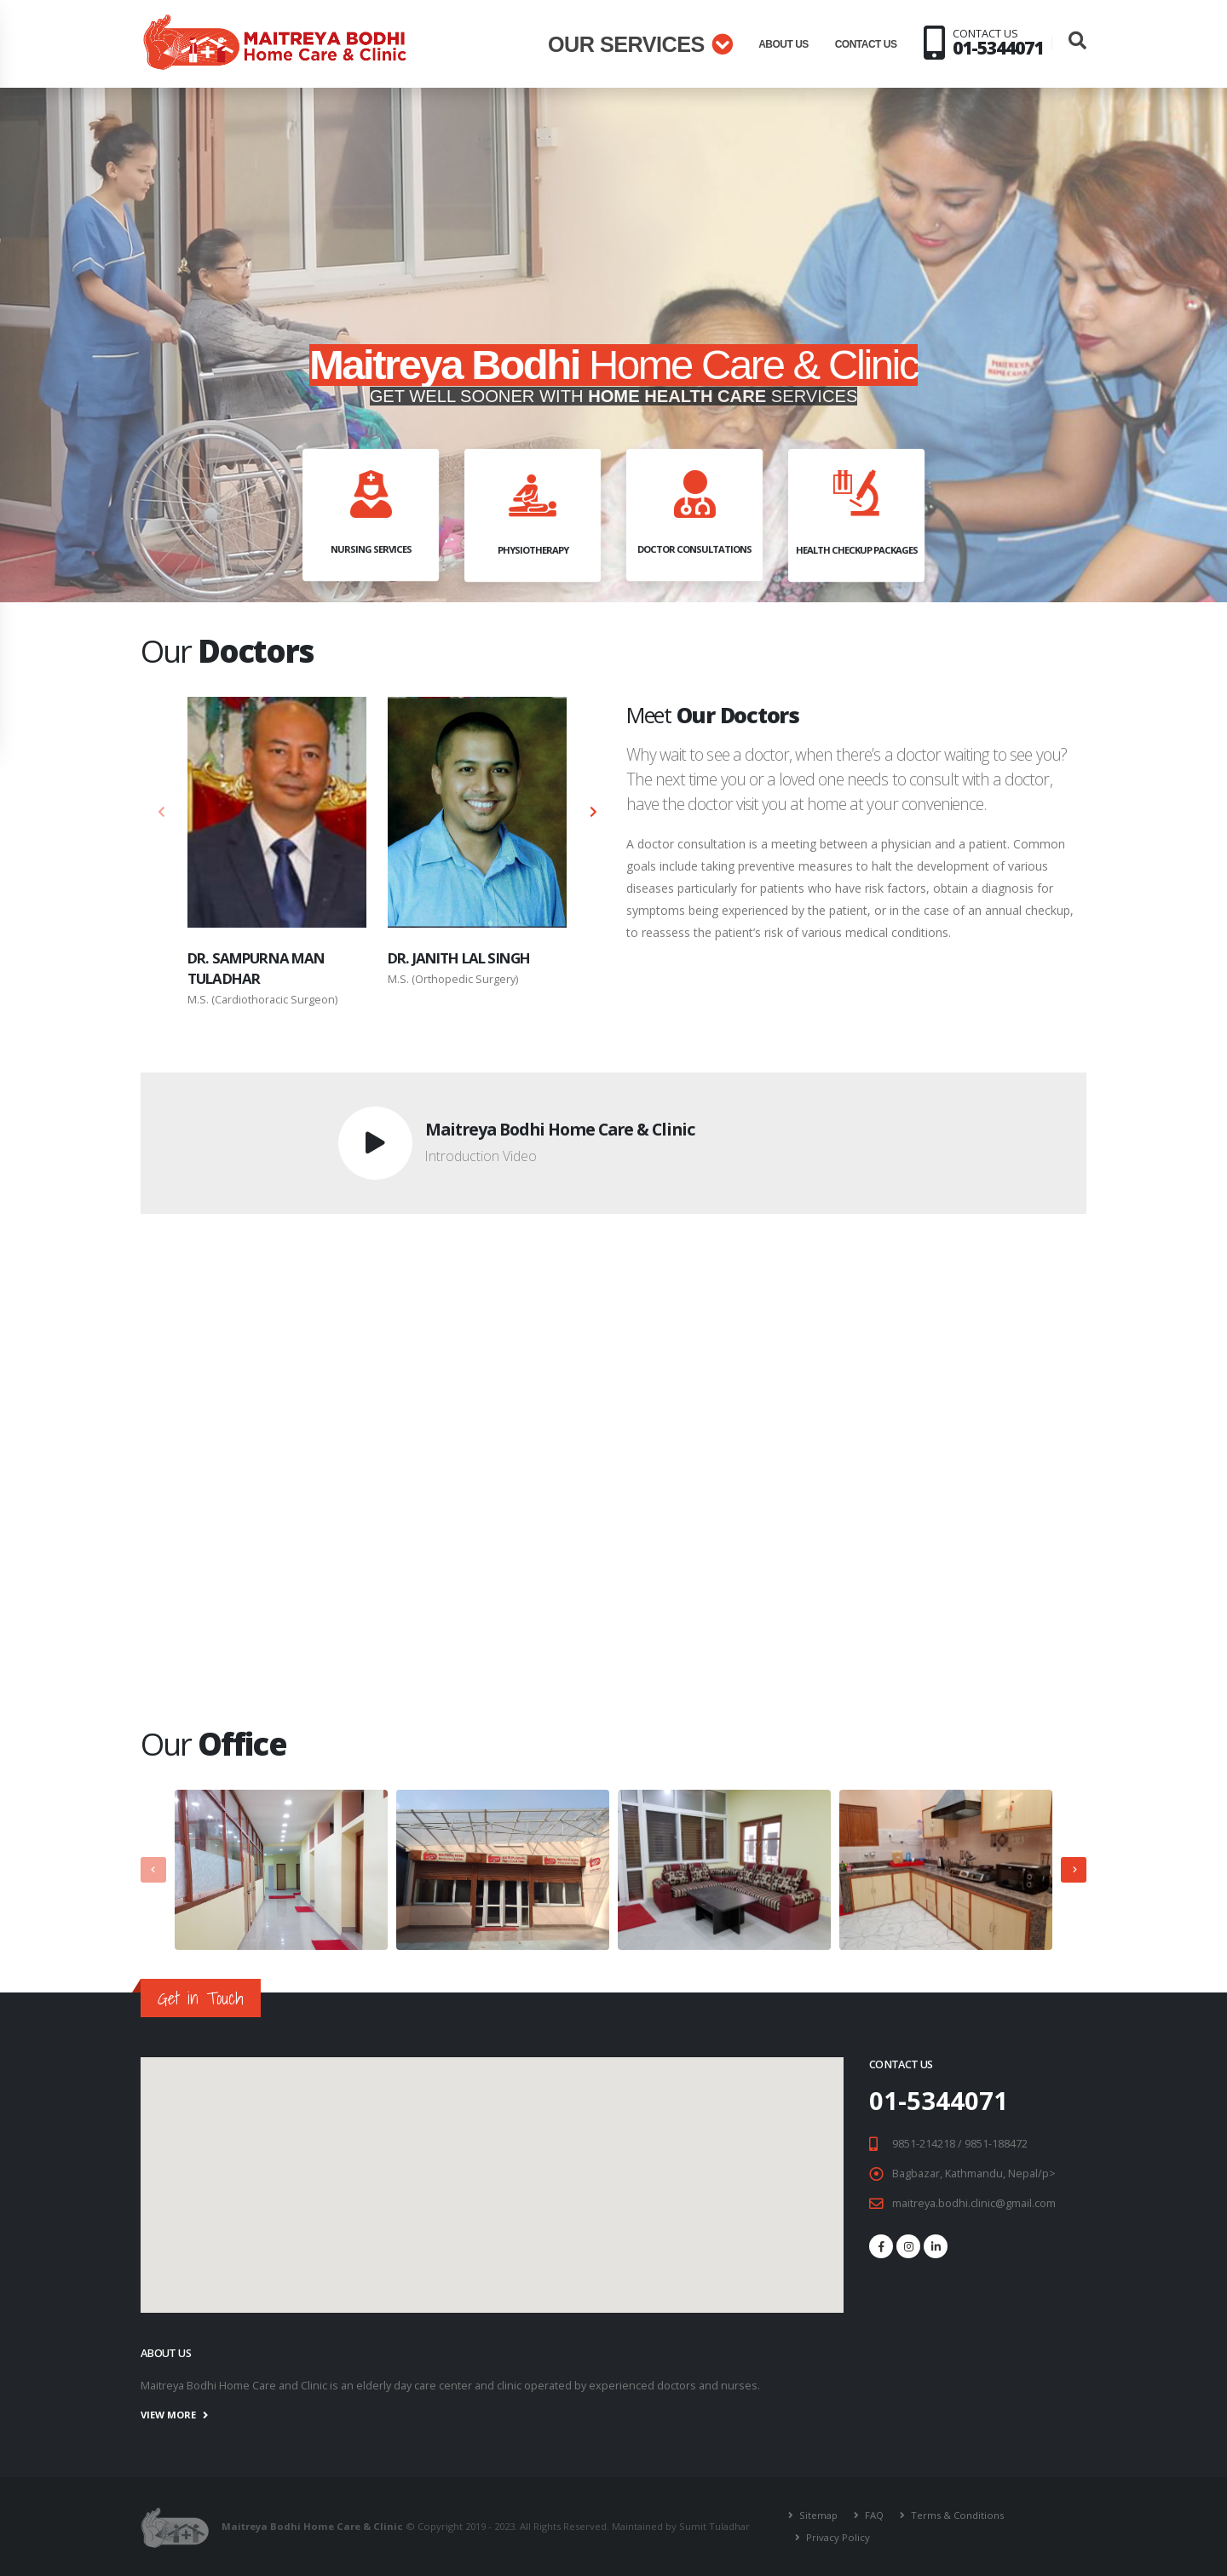 MAITREYA BODHI
Home Care & Clinic
OUR SERVICES
ABOUT US
CONTACT US
CONTACT US
01-5344071
Maitreya Bodhi Home Care & Clinic
GET WELL SOONER WITH HOME HEALTH CARE SERVICES
NURSING SERVICES
PHYSIOTHERAPY
DOCTOR CONSULTATIONS
HEALTH CHECKUP PACKAGES
Our Doctors
DR. SAMPURNA MAN
TULADHAR
M.S. (Cardiothoracic Surgeon)
DR. JANITH LAL SINGH
M.S. (Orthopedic Surgery)
Meet Our Doctors
Why wait to see a doctor, when there's a doctor waiting to see you?
The next time you or a loved one needs to consult with a doctor,
have the doctor visit you at home at your convenience.
A doctor consultation is a meeting between a physician and a patient. Common
goals include taking preventive measures to halt the development of various
diseases particularly for patients who have risk factors, obtain a diagnosis for
symptoms being experienced by the patient, or in the case of an annual checkup,
to reassess the patient's risk of various medical conditions.
Maitreya Bodhi Home Care & Clinic
Introduction Video
Our Office
Get in Touch
CONTACT US
01-5344071
9851-214218 / 9851-188472
Bagbazar, Kathmandu, Nepal/p>
maitreya.bodhi.clinic@gmail.com
ABOUT US
Maitreya Bodhi Home Care and Clinic is an elderly day care center and clinic operated by experienced doctors and nurses.
VIEW MORE
Maitreya Bodhi Home Care & Clinic © Copyright 2019 - 2023. All Rights Reserved. Maintained by Sumit Tuladhar
Sitemap
FAQ
Terms & Conditions
Privacy Policy